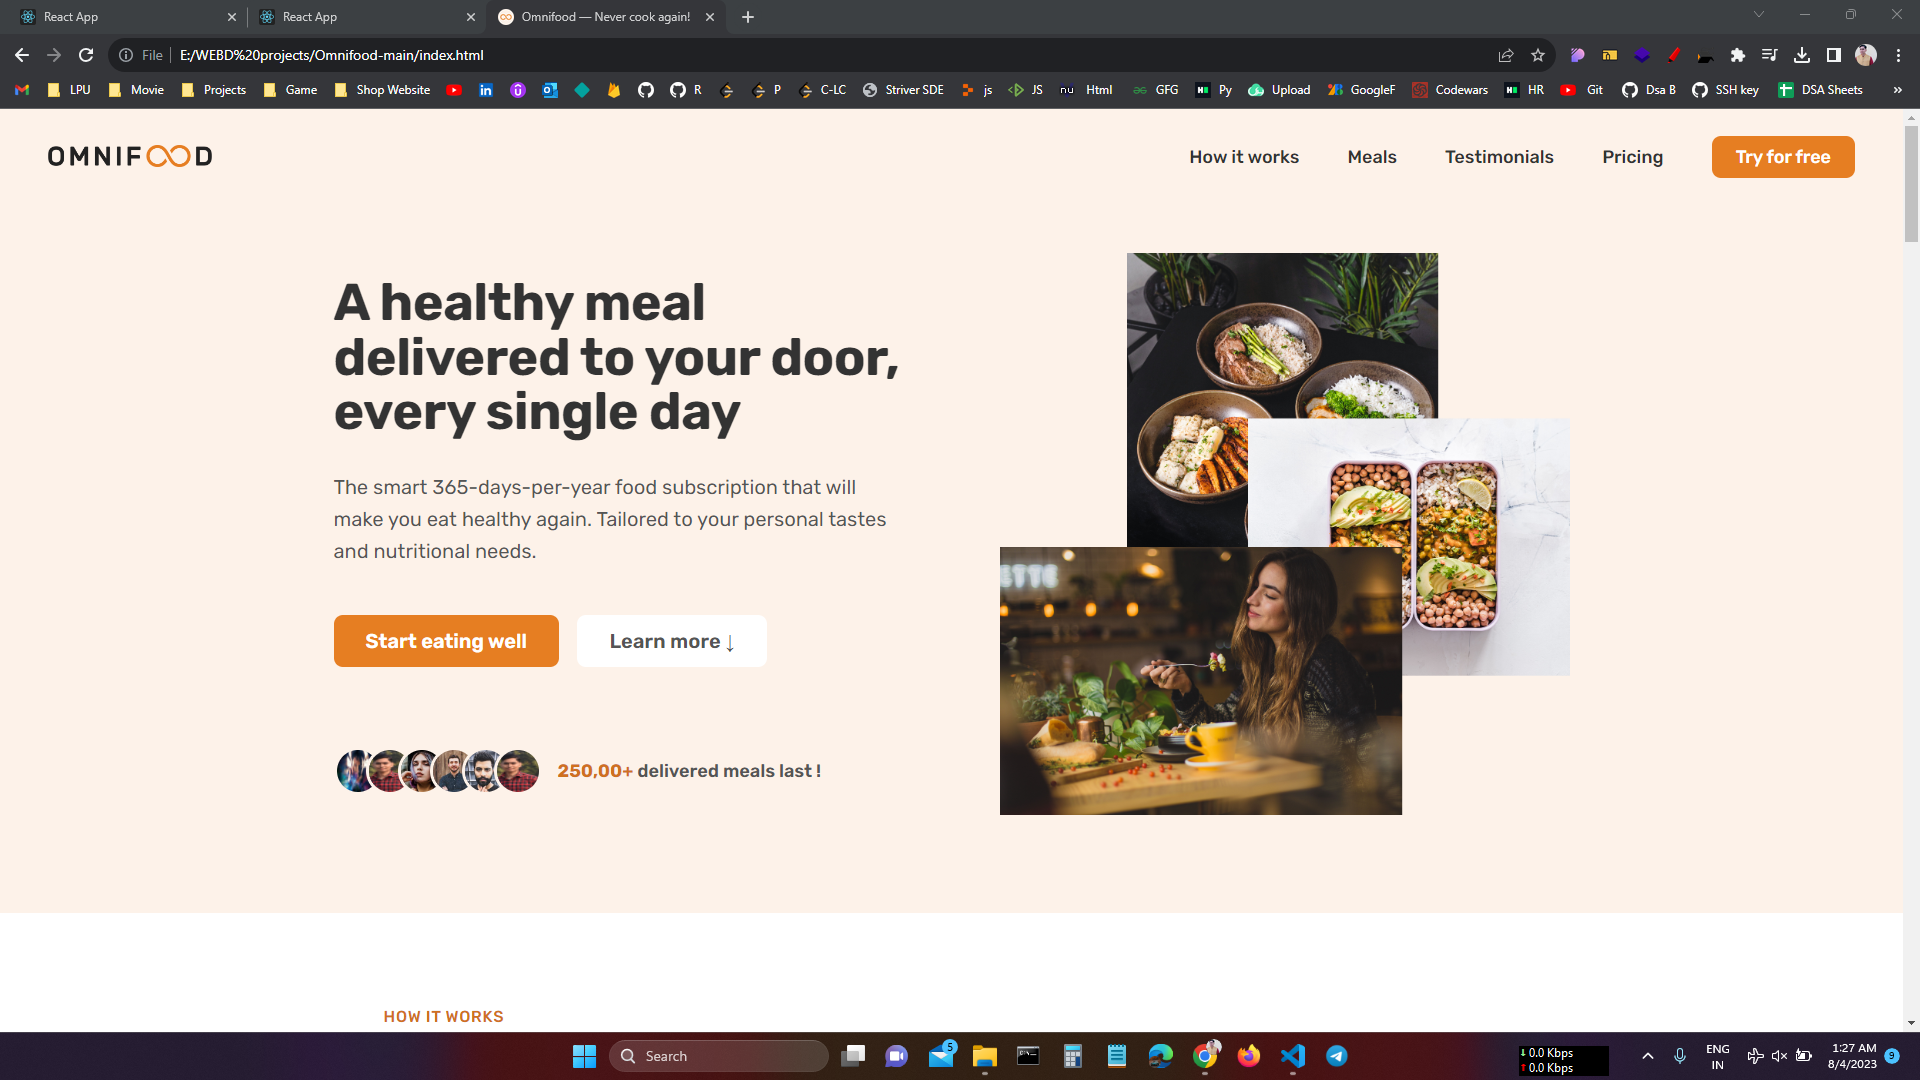 React App
React App
Omnifood — Never cook again!
File
E:/WEBD%20projects/Omnifood-main/index.html
LPU
Movie
Projects
Game
Shop Website
R
P
C-LC
Striver SDE
js
JS
nu
Html
GFG
Py
Upload
GoogleF
Codewars
HR
Git
Dsa B
SSH key
DSA Sheets
»
OMNIFOOD
How it works
Meals
Testimonials
Pricing
Try for free
A healthy meal
delivered to your door,
every single day
The smart 365-days-per-year food subscription that will
make you eat healthy again. Tailored to your personal tastes
and nutritional needs.
Start eating well
Learn more ↓
250,00+ delivered meals last !
ETTE
HOW IT WORKS
Search
5
↓ 0.0 Kbps
↑ 0.0 Kbps
ENG
IN
1:27 AM
8/4/2023
9